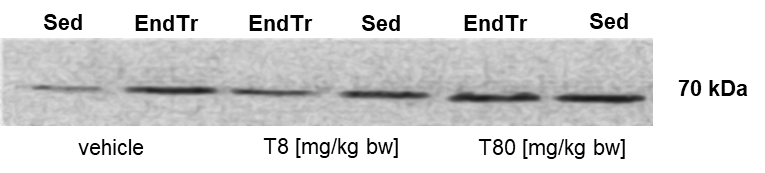 Sed EndTr EndTr Sed EndTr Sed
70 kDa
vehicle T8 [mg/kg bw] T80 [mg/kg bw]